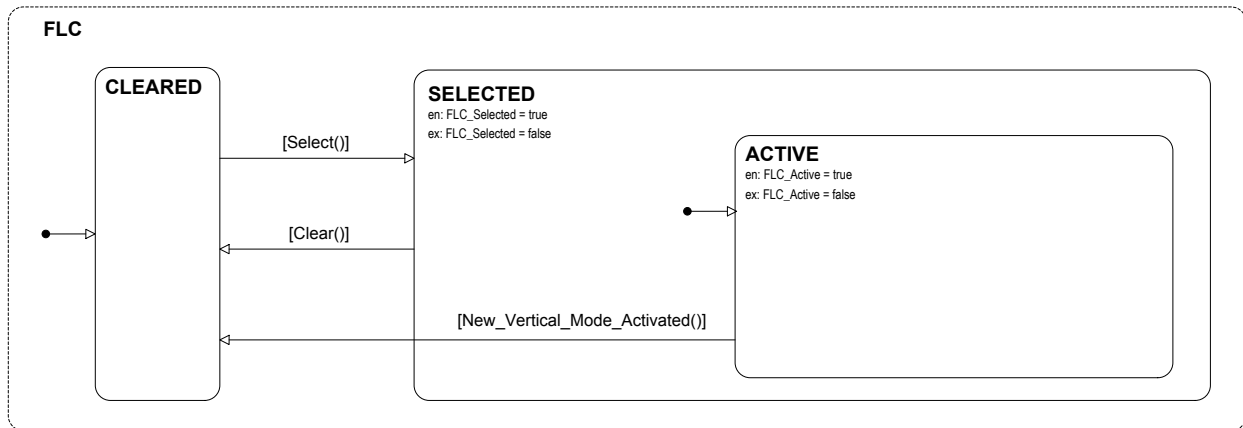 FLC
CLEARED
SELECTED
en: FLC_Selected = true
ex: FLC_Selected = false
[Select()]
ACTIVE
en: FLC_Active = true
ex: FLC_Active = false
[Clear()]
[New_Vertical_Mode_Activated()]